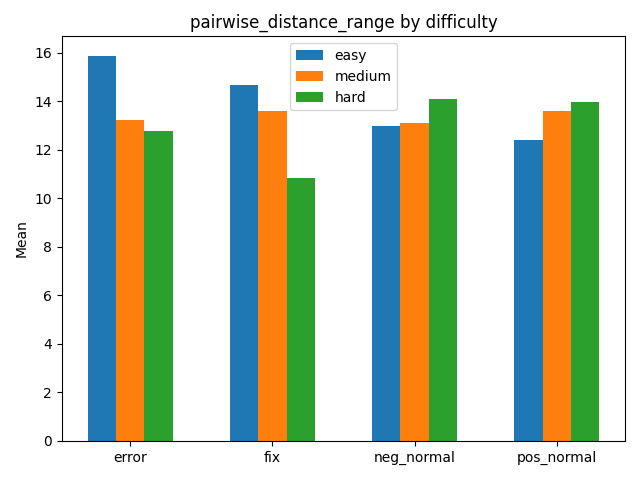 pairwise_distance_range by difficulty
easy
medium
hard
16
14
12
10
8
6
4
2
0
Mean
error
fix
neg_normal
pos_normal